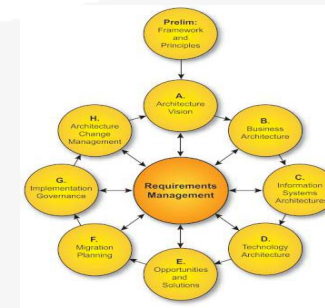 Prelim:
Framework
and
Principles
A.
Architecture
Vision
H.
Architecture
Change
Management
B.
Business
Architecture
G.
Implementation
Governance
Requirements
Management
C.
Information
Systems
Architecture
F.
Migration
Planning
D.
Technology
Architecture
E.
Opportunities
and
Solutions